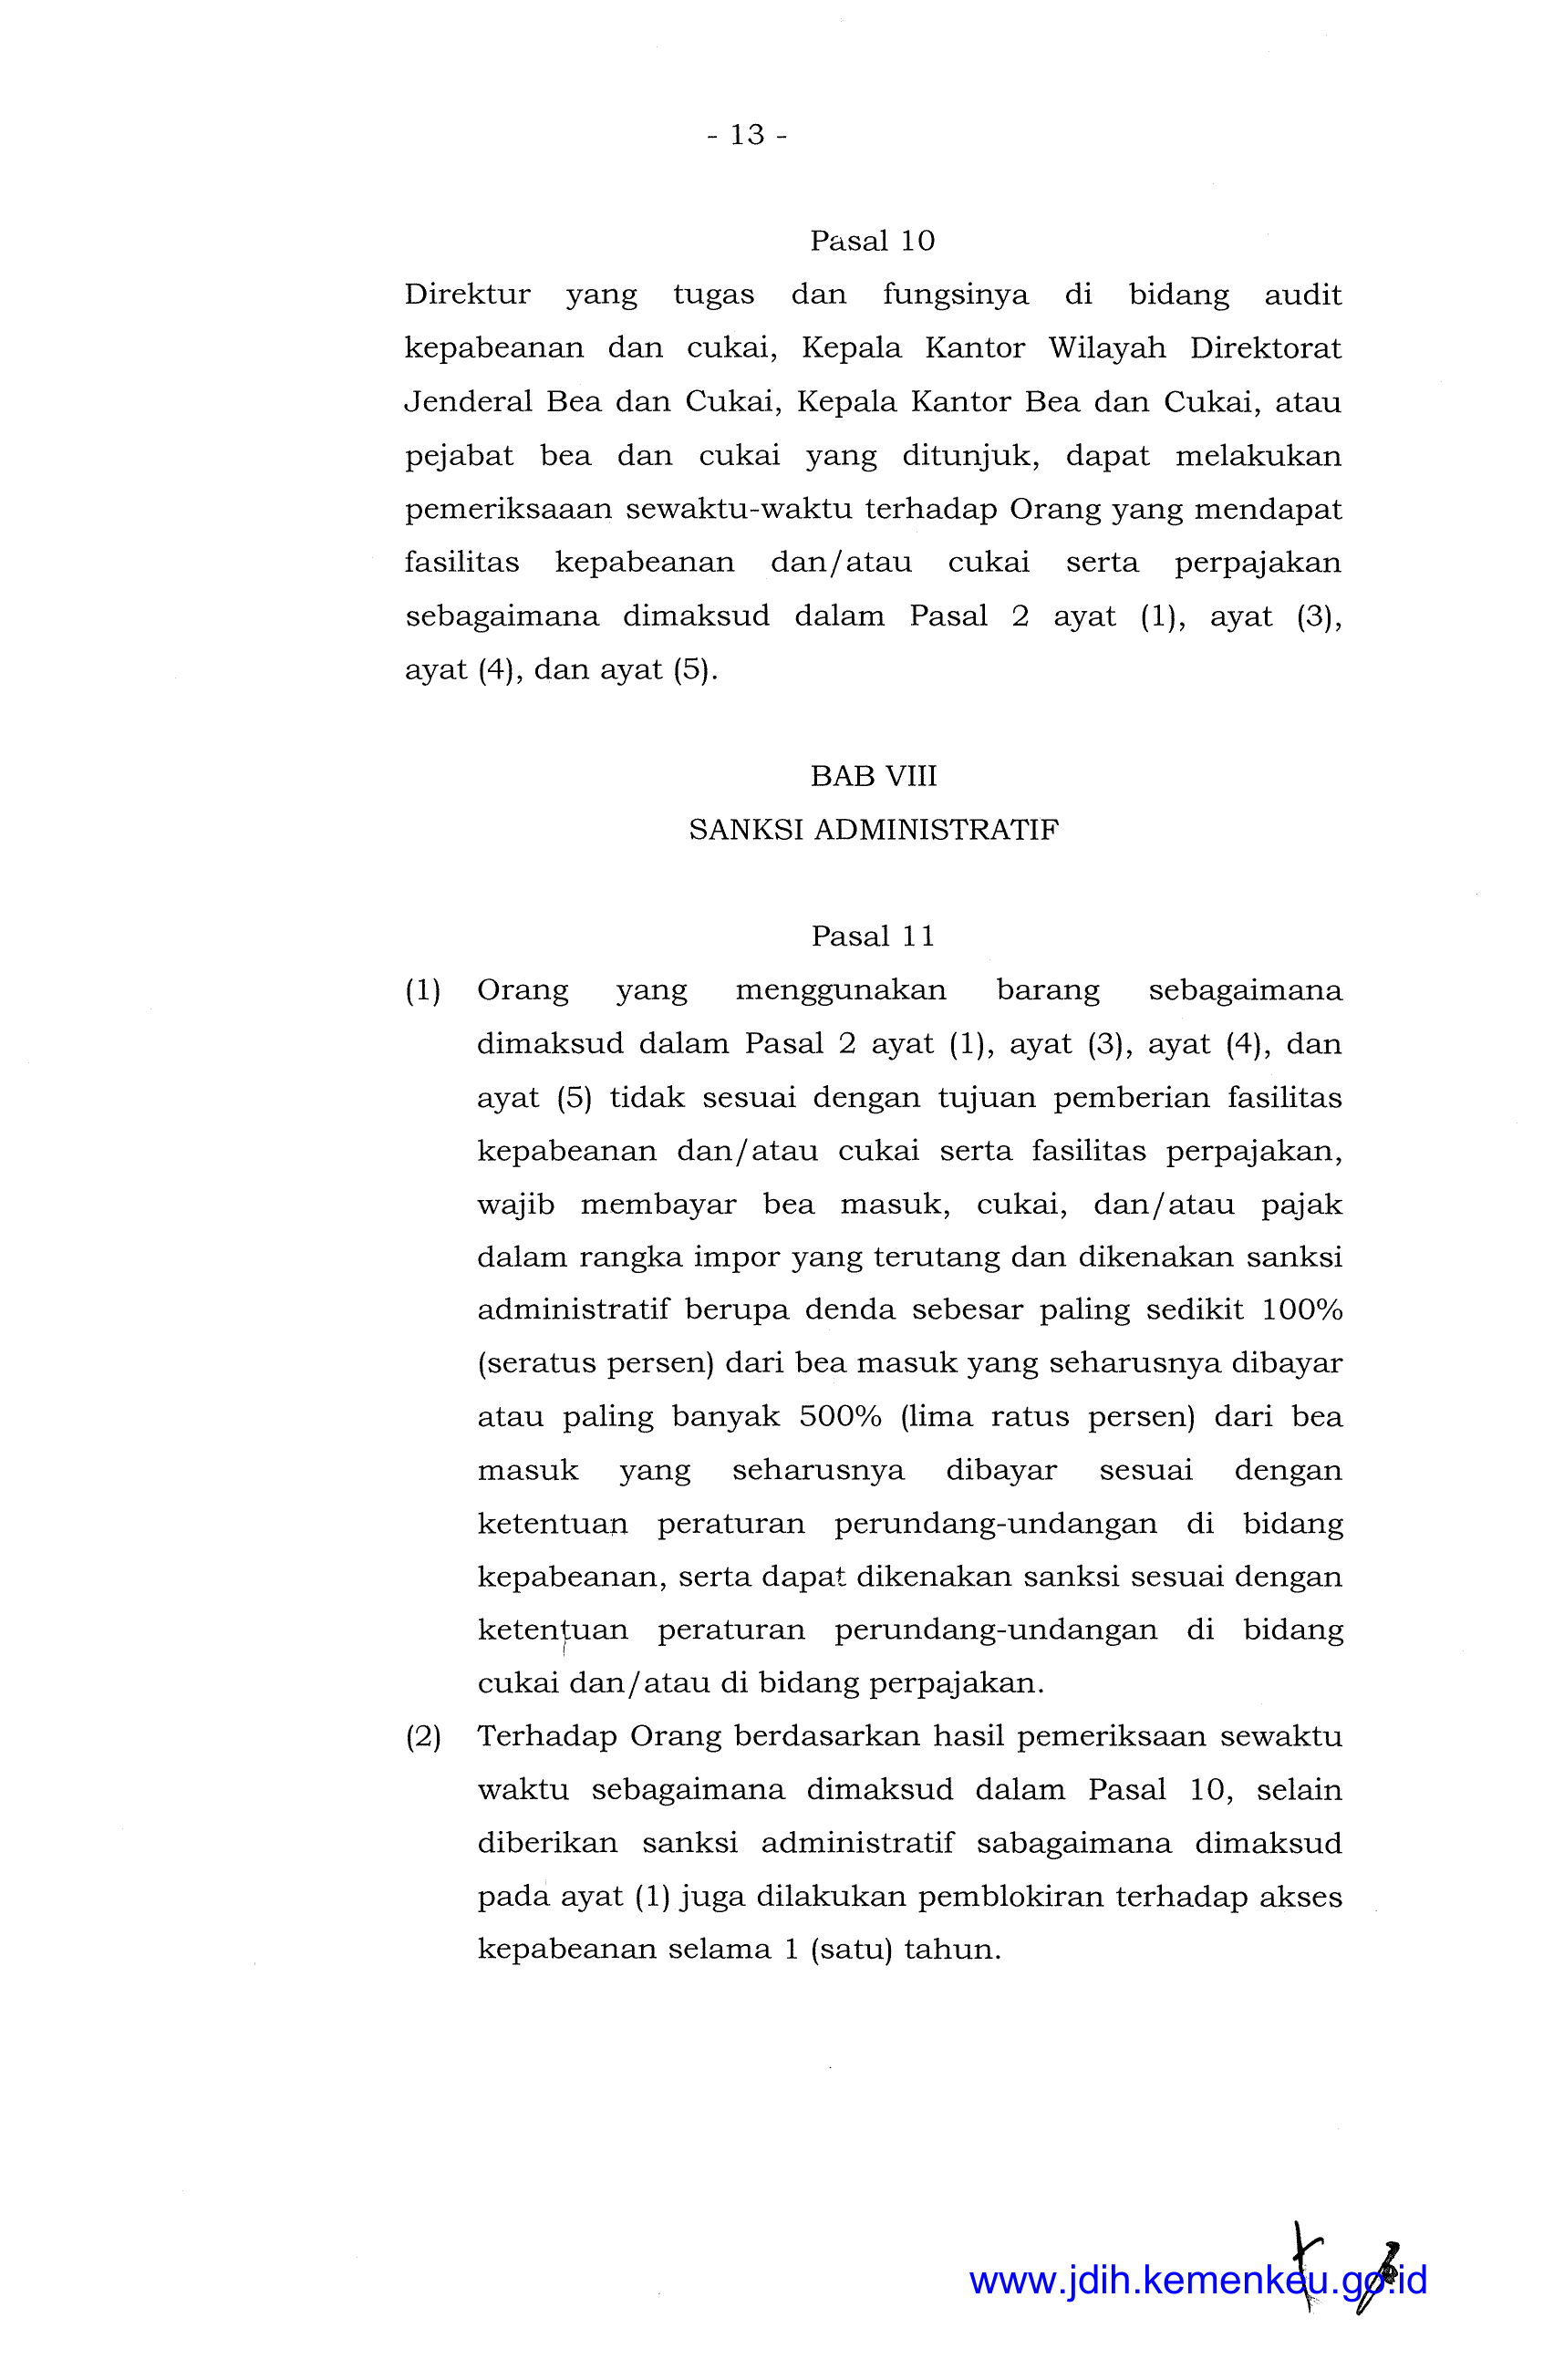 - 13 -
Pasal 10
Direktur yang tugas dan fungsinya di bidang audit
kepabeanan dan cukai, Kepala Kantor Wilayah Direktorat
Jenderal Bea dan Cukai, Kepala Kantor Bea dan Cukai, atau
pejabat bea dan cukai yang ditunjuk, dapat melakukan
pemeriksaaan sewaktu-waktu terhadap Orang yang mendapat
fasilitas kepabeanan dan/atau cukai serta perpajakan
sebagaimana dimaksud dalam Pasal 2 ayat (1), ayat (3),
ayat (4), dan ayat (5).
BAB VIII
SANKSI ADMINISTRATIF
Pasal 11
(1) Orang yang menggunakan barang sebagaimana
dimaksud dalam Pasal 2 ayat (1), ayat (3), ayat (4), dan
ayat (5) tidak sesuai dengan tujuan pemberian fasilitas
kepabeanan dan/atau cukai serta fasilitas perpajakan,
wajib membayar bea masuk, cukai, dan/atau pajak
dalam rangka impor yang terutang dan dikenakan sanksi
administratif berupa denda sebesar paling sedikit 100%
(seratus persen) dari bea masuk yang seharusnya dibayar
atau paling banyak 500% (lima ratus persen) dari bea
masuk yang seharusnya dibayar sesuai dengan
ketentuan peraturan perundang-undangan di bidang
kepabeanan, serta dapat dikenakan sanksi sesuai dengan
ketentuan peraturan perundang-undangan di bidang
cukai dan/atau di bidang perpajakan.
(2) Terhadap Orang berdasarkan hasil pemeriksaan sewaktu
waktu sebagaimana dimaksud dalam Pasal 10, selain
diberikan sanksi administratif sabagaimana dimaksud
pada ayat (1) juga dilakukan pemblokiran terhadap akses
kepabeanan selama 1 (satu) tahun.
www.jdih.kemenkeu.go.id